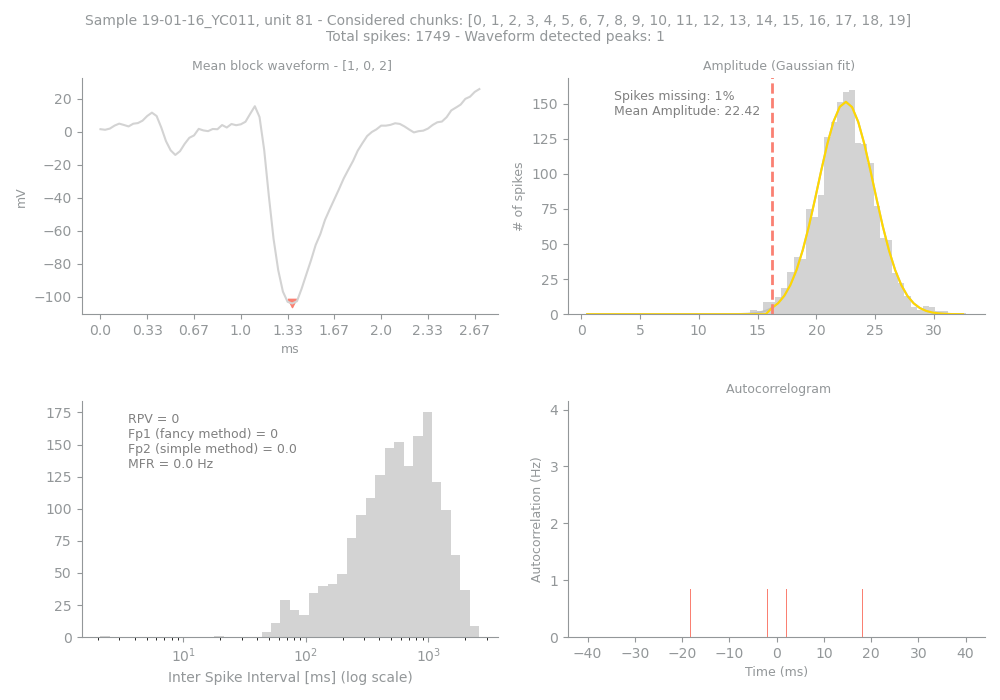 Sample 19-01-16_YC011, unit 81 - Considered chunks: [0, 1, 2, 3, 4, 5, 6, 7, 8, 9, 10, 11, 12, 13, 14, 15, 16, 17, 18, 19]
Total spikes: 1749 - Waveform detected peaks: 1
Mean block waveform - [1, 0, 2]
20
0
−20
−40
−60
−80
−100
mV
0.0 0.33 0.67 1.0 1.33 1.67 2.0 2.33 2.67
ms
Amplitude (Gaussian fit)
Spikes missing: 1%
Mean Amplitude: 22.42
150
125
100
75
50
25
0
# of spikes
0 5 10 15 20 25 30
RPV = 0
Fp1 (fancy method) = 0
Fp2 (simple method) = 0.0
MFR = 0.0 Hz
175
150
125
100
75
50
25
0
10¹ 10² 10³
Inter Spike Interval [ms] (log scale)
Autocorrelogram
4
3
2
1
0
Autocorrelation (Hz)
−40 −30 −20 −10 0 10 20 30 40
Time (ms)